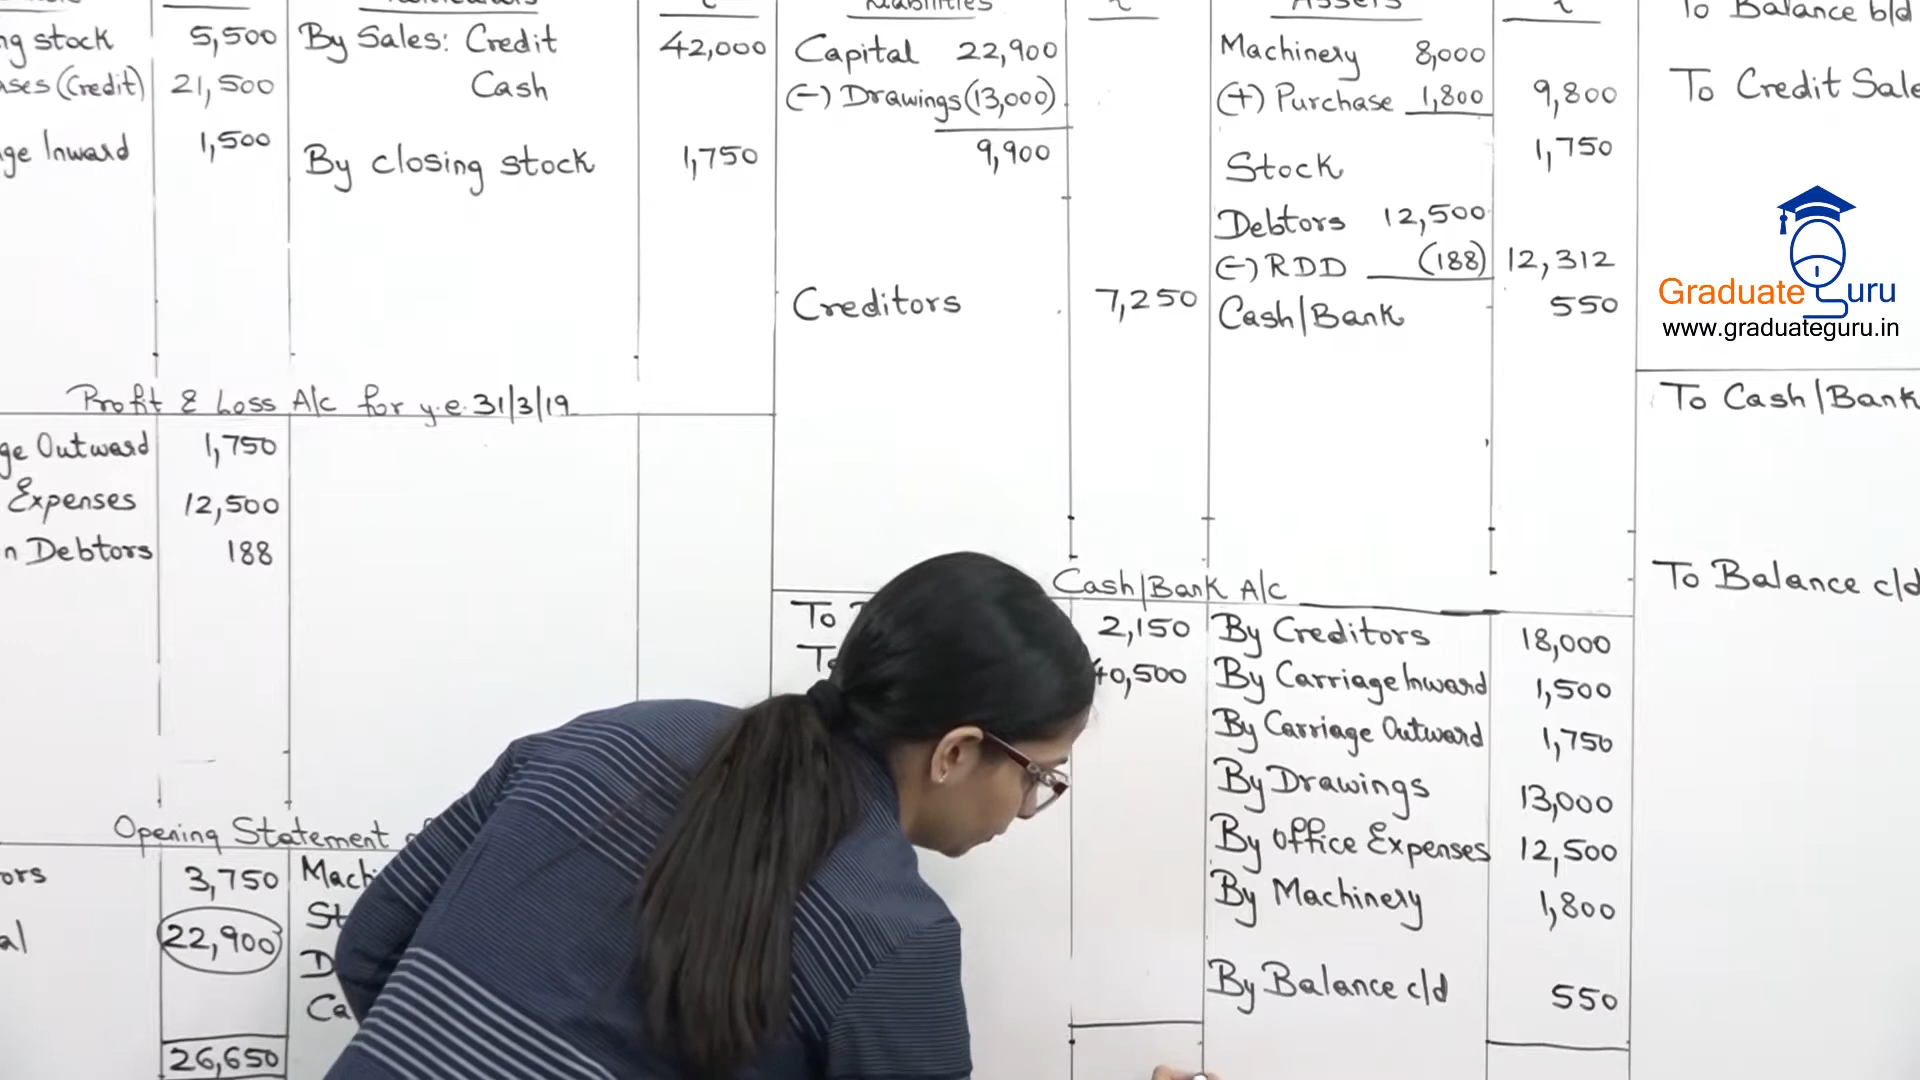 ng stock 5,500 By Sales: Credit 42,000
ases (Credit) 21,500 Cash
ge Inward 1,500 By closing stock 1,750
Profit & Loss A/c for y.e. 31/3/19
ge Outward 1,750
Expenses 12,500
n Debtors 188
Opening Statement
ors 3,750 Machi
al 22,900 St
D
Ca
26,650
Liabilities ₹ Assets ₹
Capital 22,900 Machinery 8,000
(-) Drawings (13,000) (+) Purchase 1,800 9,800
9,900 Stock 1,750
Debtors 12,500
(-) RDD (188) 12,312
Creditors 7,250 Cash/Bank 550
Cash/Bank A/c
To 2,150 By Creditors 18,000
To 40,500 By Carriage Inward 1,500
By Carriage Outward 1,750
By Drawings 13,000
By Office Expenses 12,500
By Machinery 1,800
By Balance c/d 550
To Balance b/d
To Credit Sale
Graduate Guru
www.graduateguru.in
To Cash/Bank
To Balance c/d